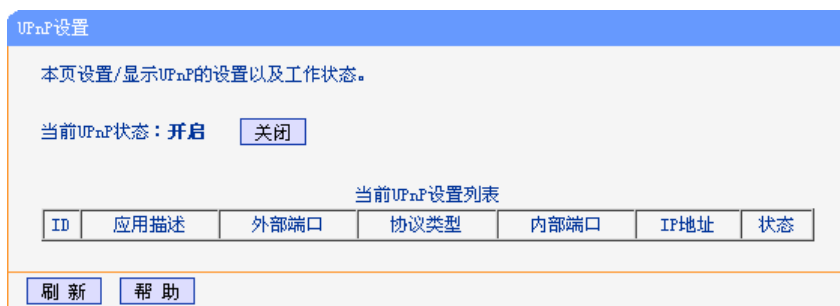 UPnP设置
本页设置/显示UPnP的设置以及工作状态。
当前UPnP状态：开启 关闭
当前UPnP设置列表
ID 应用描述 外部端口 协议类型 内部端口 IP地址 状态
刷 新 帮 助